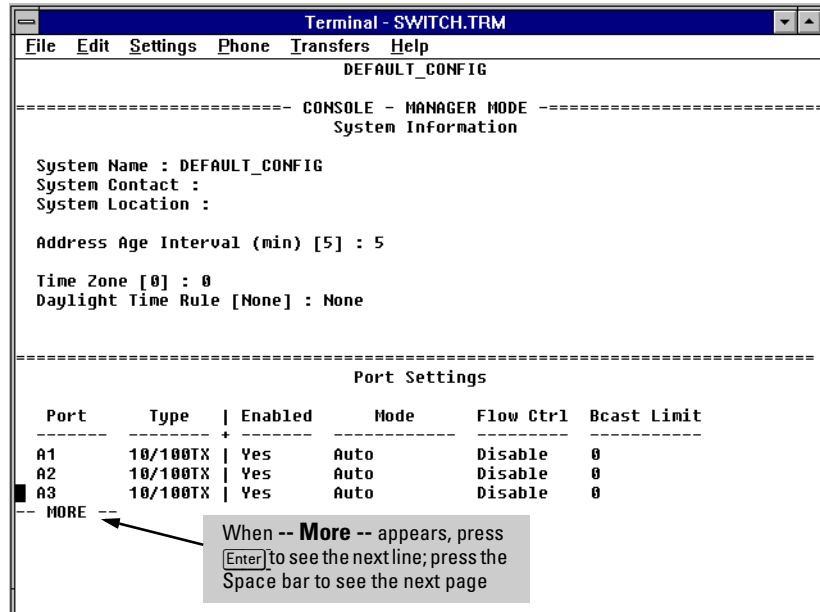 Terminal - SWITCH.TRM
File Edit Settings Phone Transfers Help
DEFAULT_CONFIG
===========================- CONSOLE - MANAGER MODE -===========================
System Information
System Name : DEFAULT_CONFIG
System Contact :
System Location :
Address Age Interval (min) [5] : 5
Time Zone [0] : 0
Daylight Time Rule [None] : None
===============================================================================
Port Settings
Port Type | Enabled Mode Flow Ctrl Bcast Limit
------- -------- + ------- ------------ ---------- -----------
A1 10/100TX | Yes Auto Disable 0
A2 10/100TX | Yes Auto Disable 0
A3 10/100TX | Yes Auto Disable 0
-- MORE --
When -- More -- appears, press
Enter to see the next line; press the
Space bar to see the next page